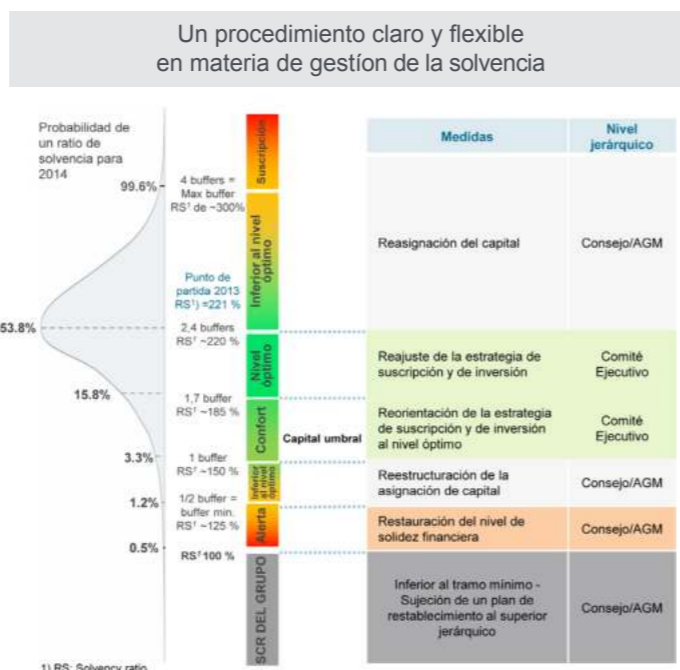 Un procedimiento claro y flexible
en materia de gestíon de la solvencia
Probabilidad de
un ratio de
solvencia para
2014
99.6%
53.8%
15.8%
3.3%
1.2%
0.5%
4 buffers =
Max buffer
RS¹ de ~300%
Punto de
partida 2013
RS¹) =221 %
2,4 buffers
RS¹ ~220 %
1,7 buffer
RS¹ ~185 %
1 buffer
RS¹ ~150 %
1/2 buffer =
buffer min.
RS¹ ~125 %
RS¹ 100 %
Suscripción
Inferior al nivel
óptimo
Nivel
óptimo
Confort
Inferior
al nivel
óptimo
Alerta
SCR DEL GRUPO
Capital umbral
Medidas
Nivel
jerárquico
Reasignación del capital
Consejo/AGM
Reajuste de la estrategia de
suscripción y de inversión
Comité
Ejecutivo
Reorientación de la estrategia
de suscripción y de inversión
al nivel óptimo
Comité
Ejecutivo
Reestructuración de la
asignación de capital
Consejo/AGM
Restauración del nivel de
solidez financiera
Consejo/AGM
Inferior al tramo mínimo -
Sujeción de un plan de
restablecimiento al superior
jerárquico
Consejo/AGM
1) RS: Solvency ratio